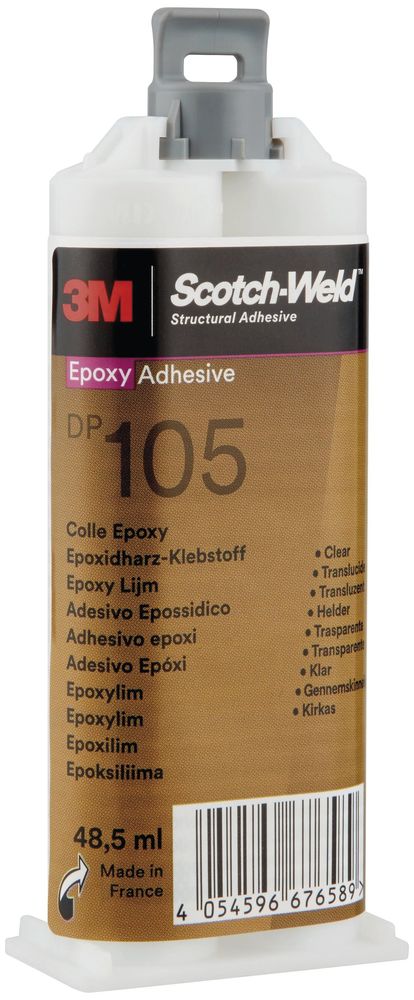 3M
Scotch-Weld™
Structural Adhesive
Epoxy Adhesive
DP 105
Colle Epoxy
Epoxidharz-Klebstoff
Epoxy Lijm
Adesivo Epossidico
Adhesivo epoxi
Adesivo Epóxi
Epoxylim
Epoxylim
Epoxilim
Epoksiliima
• Clear
• Translucide
• Transluzent
• Helder
• Trasparente
• Transparente
• Klar
• Gennemskinne
• Kirkas
48,5 ml
Made in
France
4 054596 676589 >